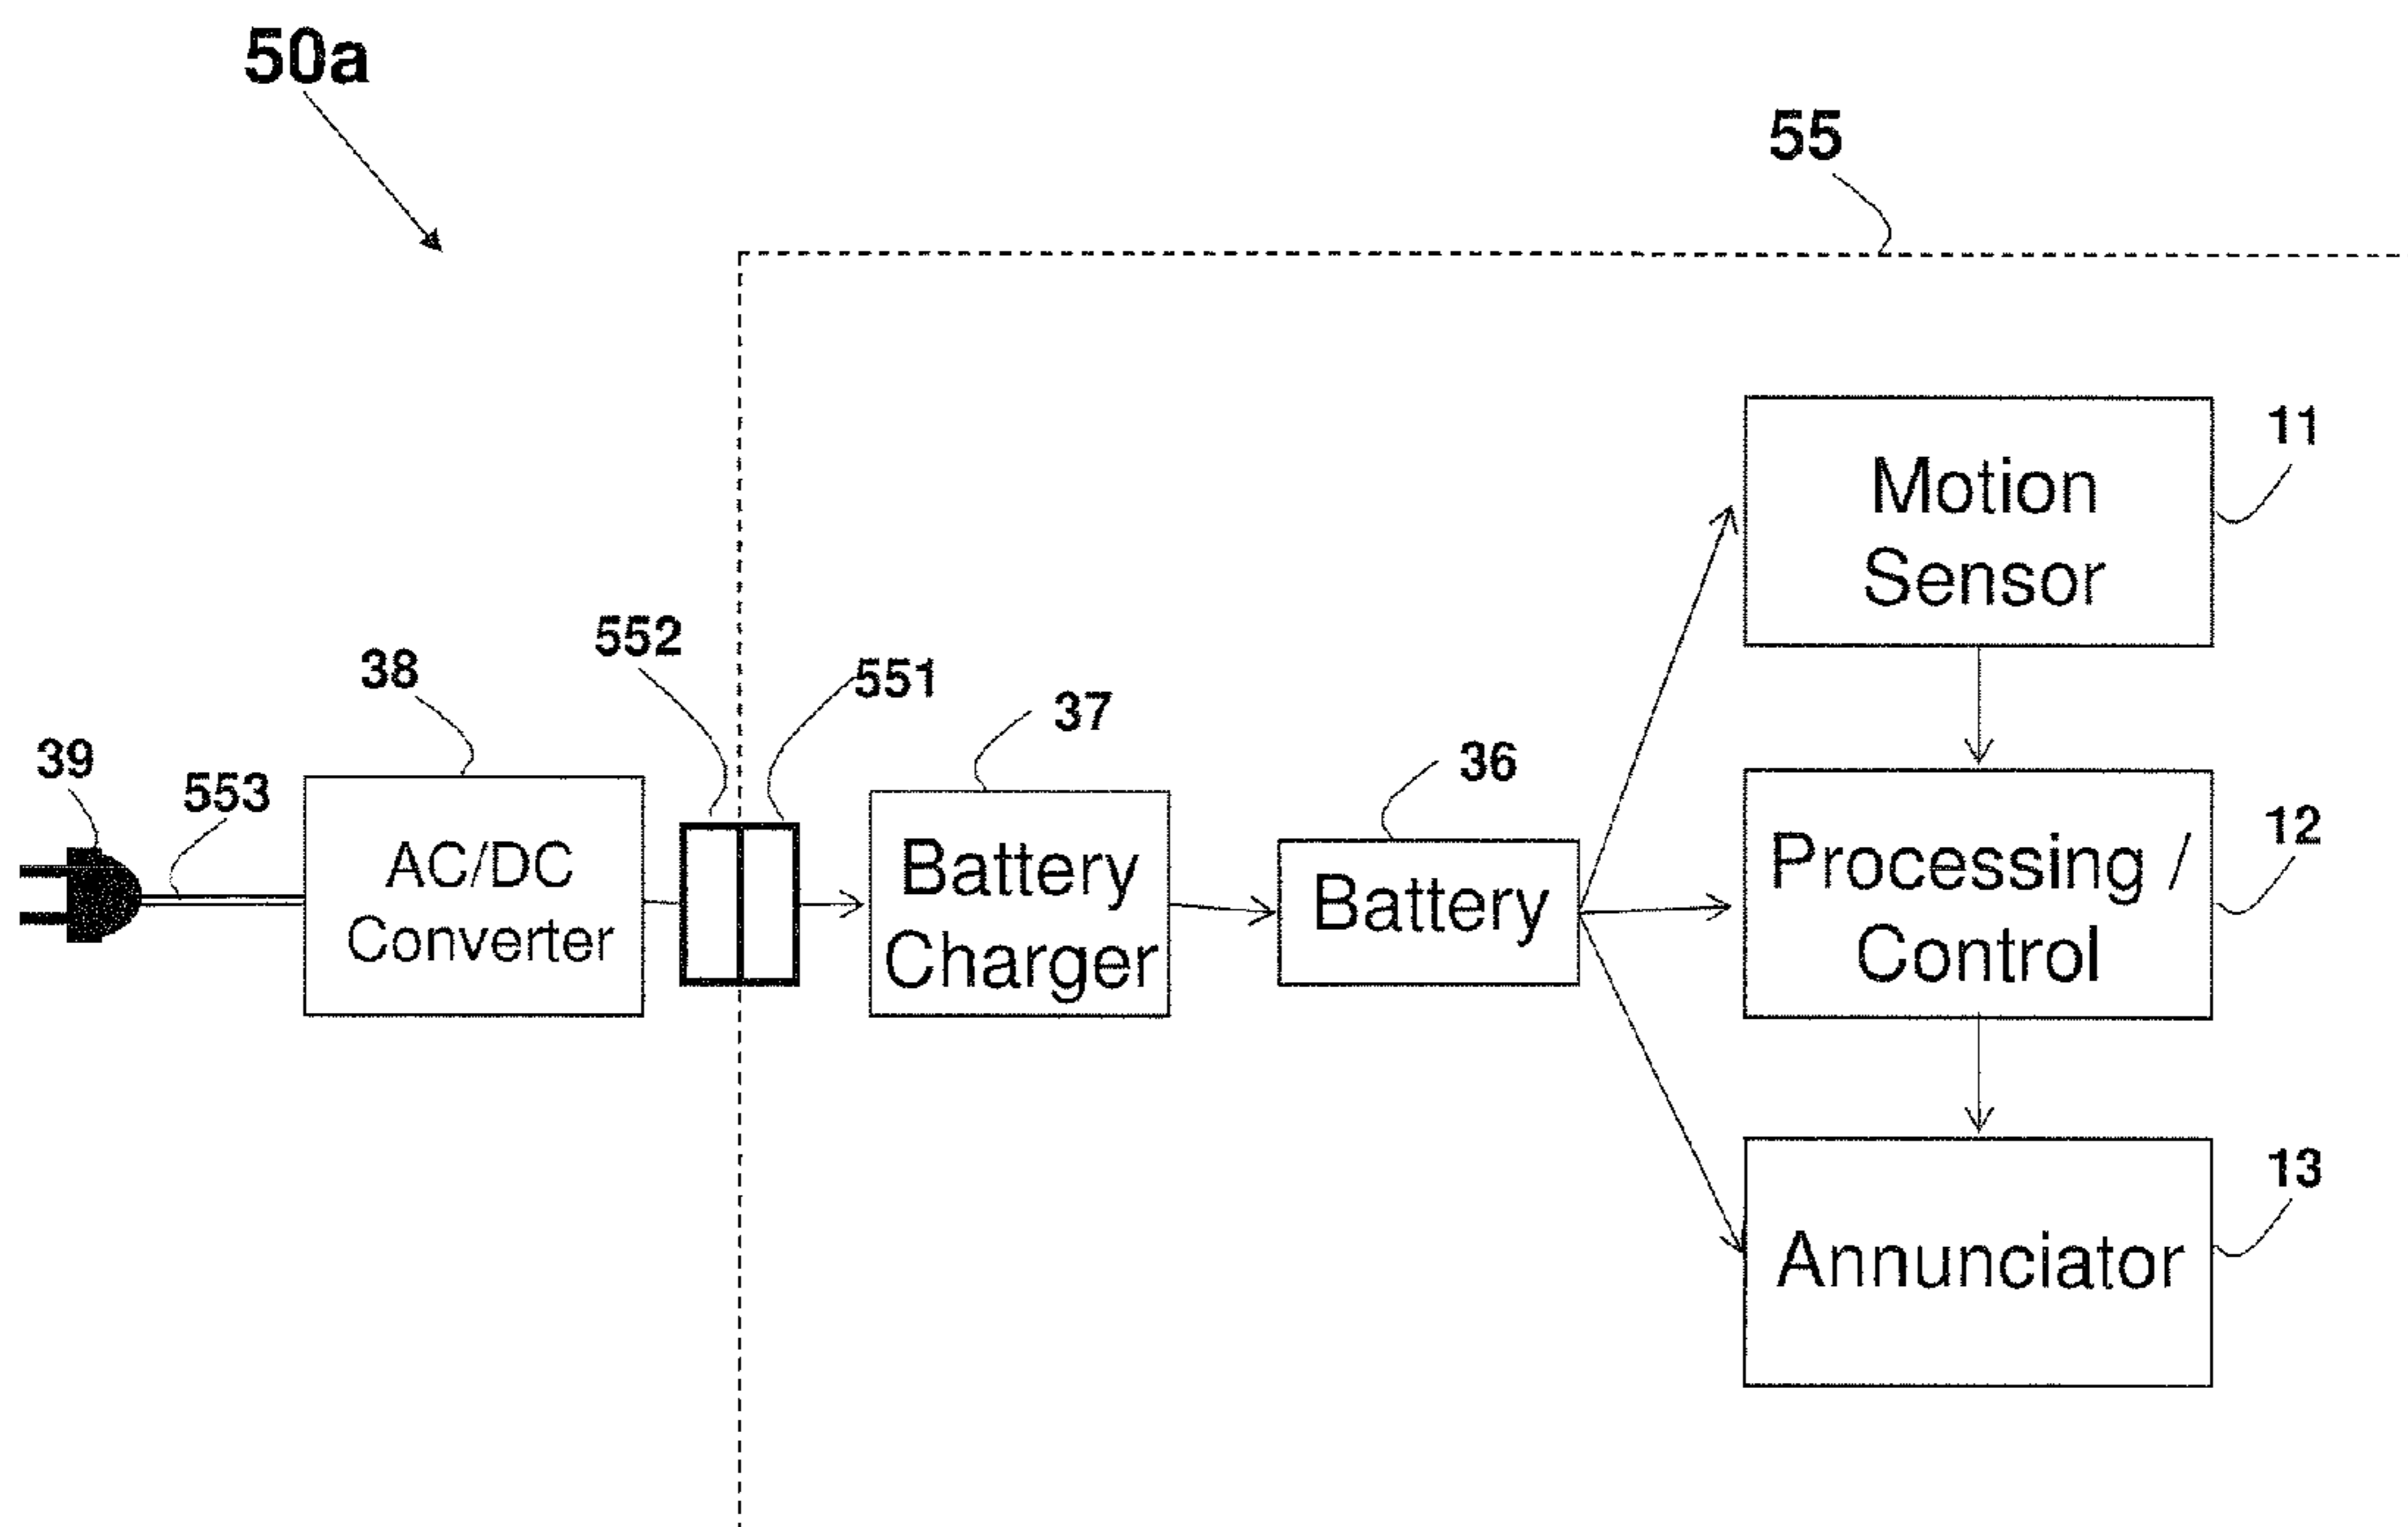 50a
55
11
Motion
Sensor
552
551
38
37
39
553
36
AC/DC
Converter
Battery
Charger
Battery
12
Processing /
Control
13
Annunciator